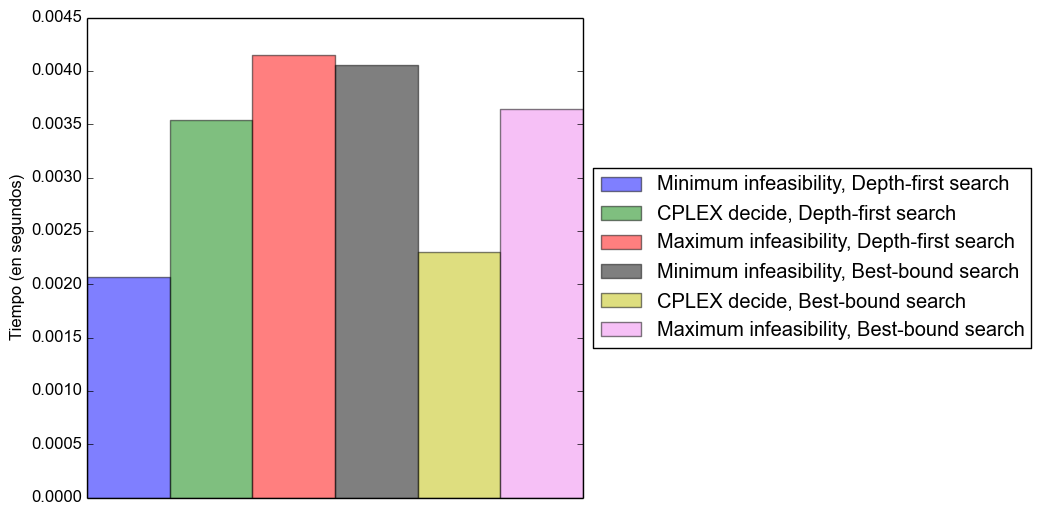 0.0045
0.0040
0.0035
0.0030
0.0025
0.0020
0.0015
0.0010
0.0005
0.0000
Tiempo (en segundos)
Minimum infeasibility, Depth-first search
CPLEX decide, Depth-first search
Maximum infeasibility, Depth-first search
Minimum infeasibility, Best-bound search
CPLEX decide, Best-bound search
Maximum infeasibility, Best-bound search